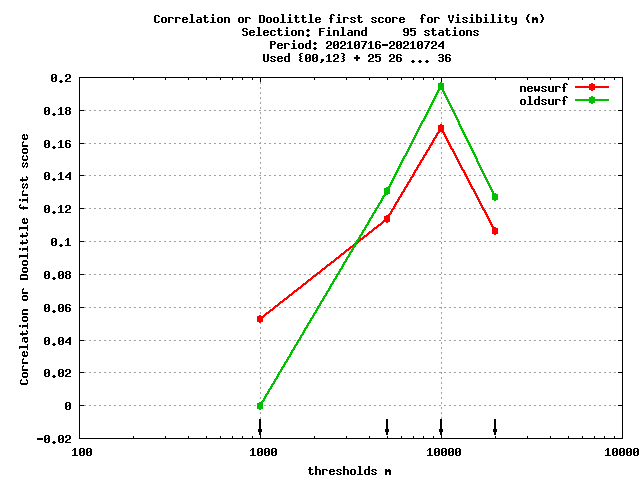 Correlation or Doolittle first score  for Visibility (m)
Selection: Finland     95 stations
Period: 20210716-20210724
Used {00,12} + 25 26 ... 36
newsurf
oldsurf
Correlation or Doolittle first score
0.2
0.18
0.16
0.14
0.12
0.1
0.08
0.06
0.04
0.02
0
-0.02
100 1000 10000 10000
thresholds m